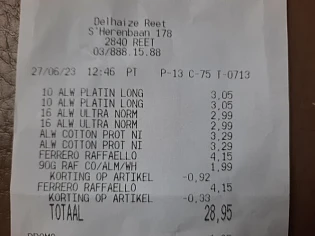 Delhaize Reet
S'Herenbaan 178
2840 REET
03/888.15.88
27/06/23 12:46 PT P-13 C-75 T-0713
10 ALW PLATIN LONG 3,05
10 ALW PLATIN LONG 3,05
16 ALW ULTRA NORM 2,99
16 ALW ULTRA NORM 2,99
ALW COTTON PROT NI 3,29
ALW COTTON PROT NI 3,29
FERRERO RAFFAELLO 4,15
90G RAF CO/ALM/WH 1,99
KORTING OP ARTIKEL -0,92
FERRERO RAFFAELLO 4,15
KORTING OP ARTIKEL -0,33
TOTAAL 28,95